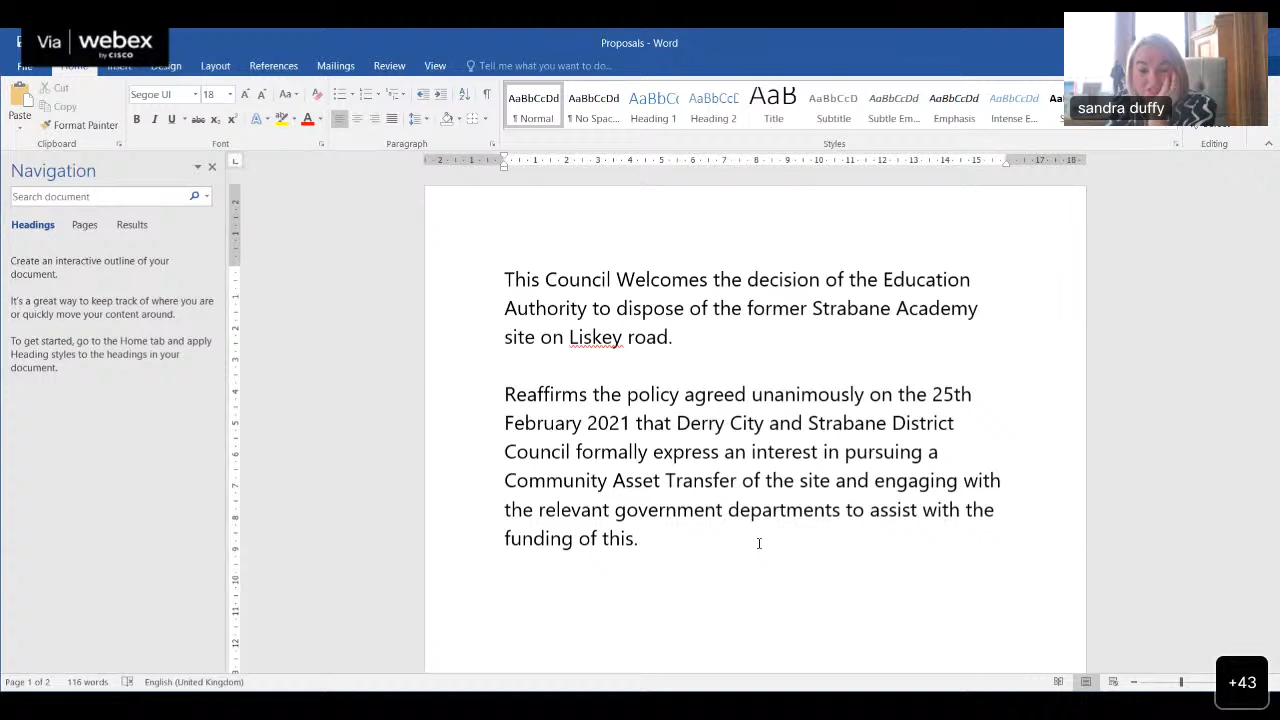 Via webex
by CISCO
Proposals - Word
File Home Insert Design Layout References Mailings Review View Tell me what you want to do...
Cut
Copy
Format Painter
Paste
Clipboard
Segoe UI 18
Font
Paragraph
AaBbCcDd AaBbCcDd AaBbCc AaBbCcD AaB AaBbCcD AaBbCcDd AaBbCcDd AaBbCcDd
¶ Normal ¶ No Spac... Heading 1 Heading 2 Title Subtitle Subtle Em... Emphasis Intense E...
Styles
Editing
sandra duffy
Navigation
Search document
Headings Pages Results
Create an interactive outline of your
document.
It's a great way to keep track of where you are
or quickly move your content around.
To get started, go to the Home tab and apply
Heading styles to the headings in your
document.
This Council Welcomes the decision of the Education
Authority to dispose of the former Strabane Academy
site on Liskey road.
Reaffirms the policy agreed unanimously on the 25th
February 2021 that Derry City and Strabane District
Council formally express an interest in pursuing a
Community Asset Transfer of the site and engaging with
the relevant government departments to assist with the
funding of this.
Page 1 of 2 116 words English (United Kingdom)
+43